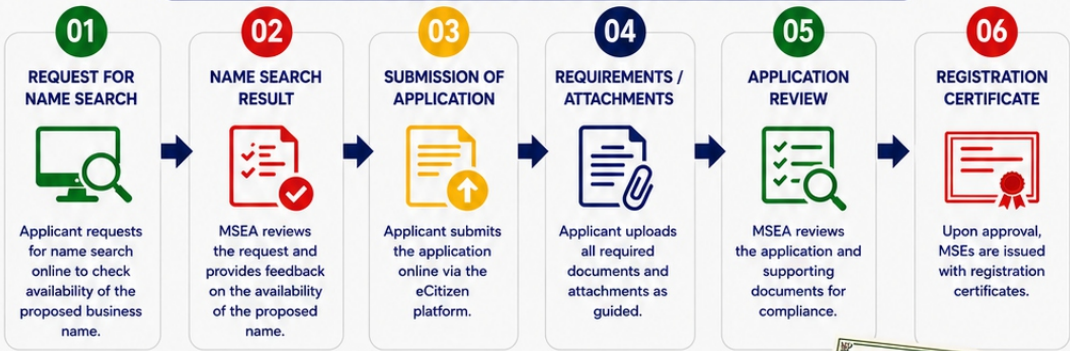 01
REQUEST FOR
NAME SEARCH
Applicant requests
for name search
online to check
availability of the
proposed business
name.
02
NAME SEARCH
RESULT
MSEA reviews
the request and
provides feedback
on the availability
of the proposed
name.
03
SUBMISSION OF
APPLICATION
Applicant submits
the application
online via the
eCitizen
platform.
04
REQUIREMENTS /
ATTACHMENTS
Applicant uploads
all required
documents and
attachments as
guided.
05
APPLICATION
REVIEW
MSEA reviews
the application and
supporting
documents for
compliance.
06
REGISTRATION
CERTIFICATE
Upon approval,
MSEs are issued
with registration
certificates.